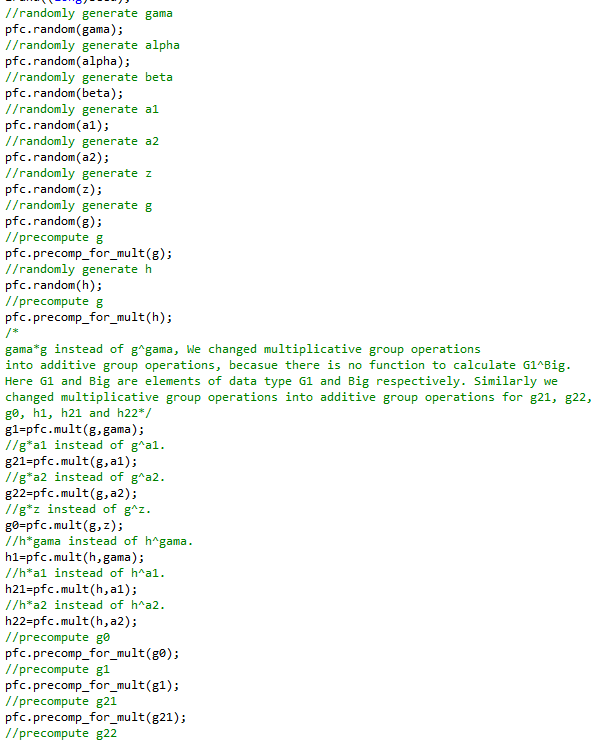 //randomly generate gama
pfc.random(gama);
//randomly generate alpha
pfc.random(alpha);
//randomly generate beta
pfc.random(beta);
//randomly generate a1
pfc.random(a1);
//randomly generate a2
pfc.random(a2);
//randomly generate z
pfc.random(z);
//randomly generate g
pfc.random(g);
//precompute g
pfc.precomp_for_mult(g);
//randomly generate h
pfc.random(h);
//precompute g
pfc.precomp_for_mult(h);
/*
gama*g instead of g^gama, We changed multiplicative group operations
into additive group operations, becasue there is no function to calculate G1^Big.
Here G1 and Big are elements of data type G1 and Big respectively. Similarly we
changed multiplicative group operations into additive group operations for g21, g22,
g0, h1, h21 and h22*/
g1=pfc.mult(g,gama);
//g*a1 instead of g^a1.
g21=pfc.mult(g,a1);
//g*a2 instead of g^a2.
g22=pfc.mult(g,a2);
//g*z instead of g^z.
g0=pfc.mult(g,z);
//h*gama instead of h^gama.
h1=pfc.mult(h,gama);
//h*a1 instead of h^a1.
h21=pfc.mult(h,a1);
//h*a2 instead of h^a2.
h22=pfc.mult(h,a2);
//precompute g0
pfc.precomp_for_mult(g0);
//precompute g1
pfc.precomp_for_mult(g1);
//precompute g21
pfc.precomp_for_mult(g21);
//precompute g22